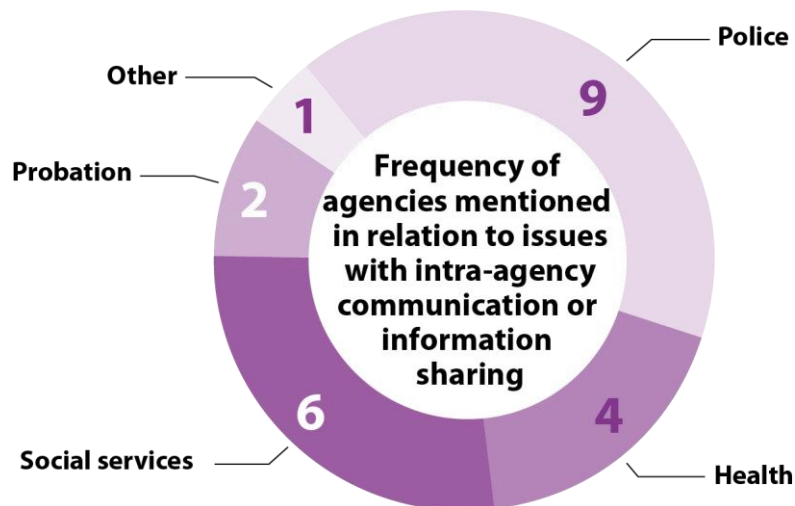 Police
Other
1
9
Probation
2
Frequency of
agencies mentioned
in relation to issues
with intra-agency
communication or
information
sharing
6
4
Social services
Health